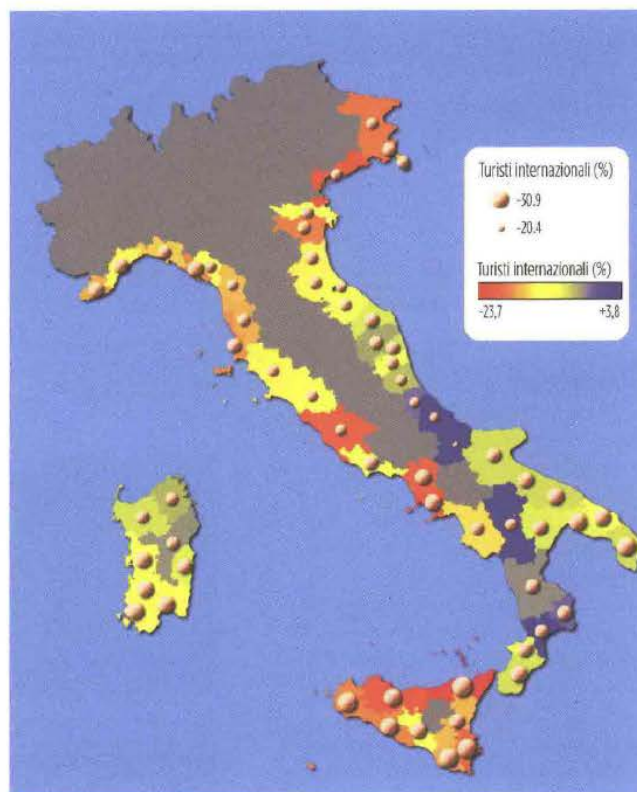 Turisti internazionali (%)
-30.9
-20.4
Turisti internazionali (%)
-23,7 +3,8